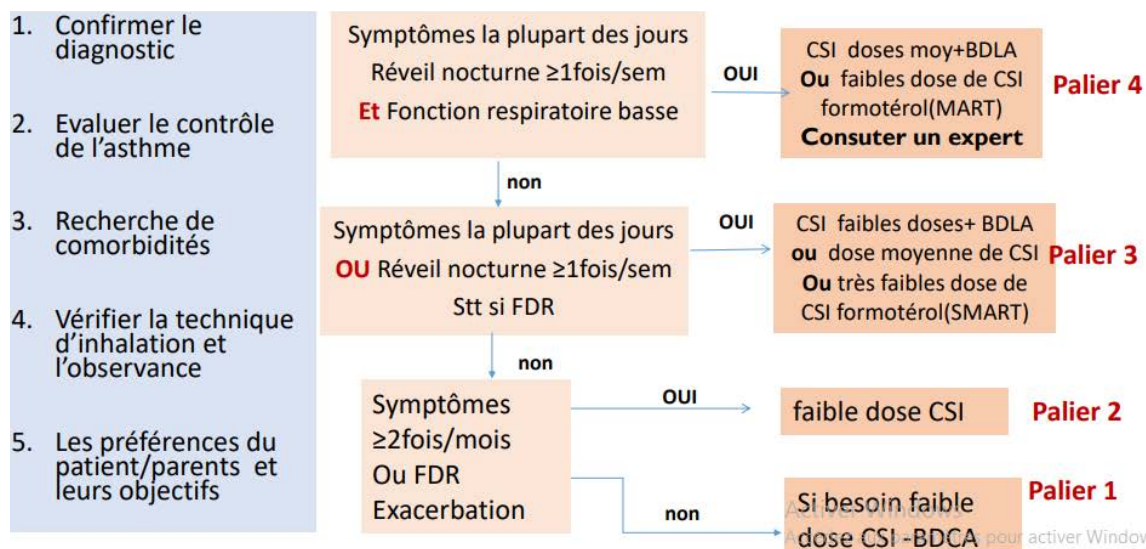 1. Confirmer le
diagnostic
2. Evaluer le contrôle
de l'asthme
3. Recherche de
comorbidités
4. Vérifier la technique
d'inhalation et
l'observance
5. Les préférences du
patient/parents et
leurs objectifs
Symptômes la plupart des jours
Réveil nocturne ≥1fois/sem
Et Fonction respiratoire basse
OUI
CSI doses moy+BDLA
Ou faibles dose de CSI
formotérol(MART)
Consuter un expert
Palier 4
non
Symptômes la plupart des jours
OU Réveil nocturne ≥1fois/sem
Stt si FDR
OUI
CSI faibles doses+ BDLA
ou dose moyenne de CSI
Ou très faibles dose de
CSI formotérol(SMART)
Palier 3
non
Symptômes
≥2fois/mois
Ou FDR
Exacerbation
OUI
faible dose CSI
Palier 2
non
Si besoin faible
dose CSI -BDCA
Palier 1
Activer Windows
pour activer Window